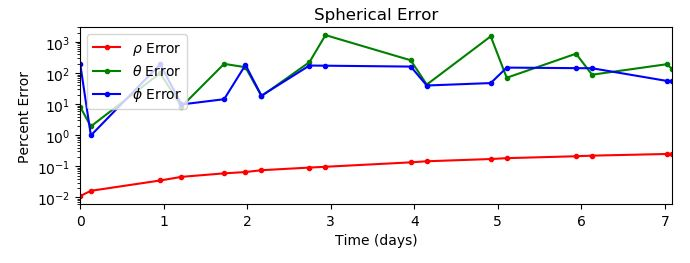 Spherical Error
Percent Error
10³
10²
10¹
10⁰
10⁻¹
10⁻²
ρ Error
θ Error
ϕ Error
0 1 2 3 4 5 6 7
Time (days)